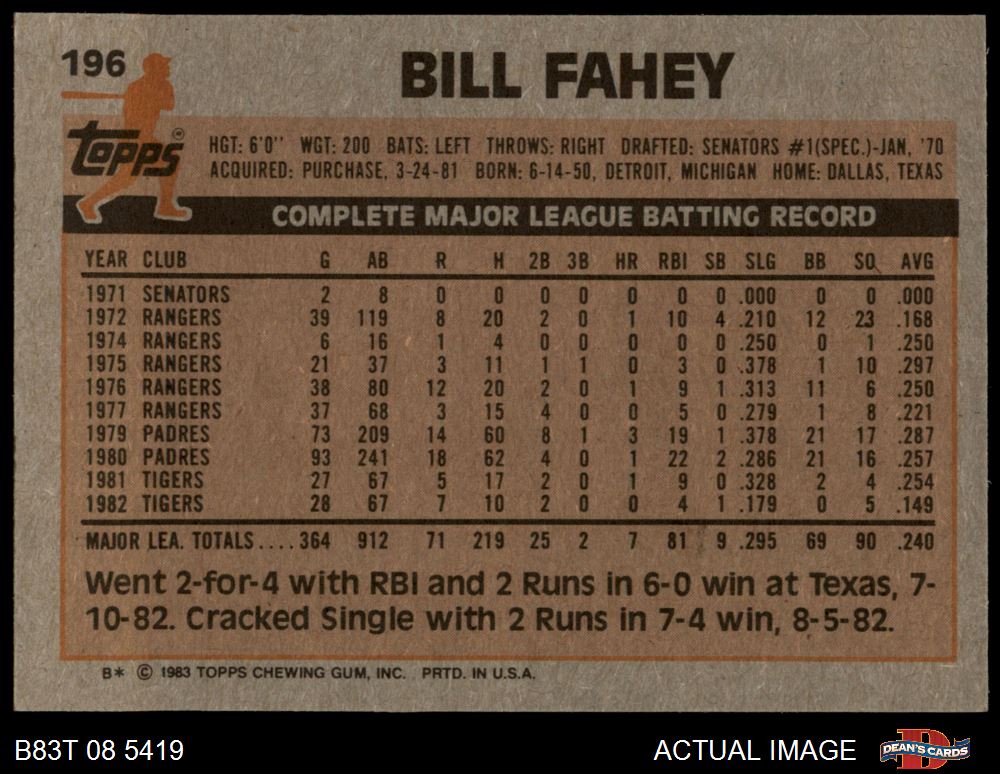 196
BILL FAHEY
Topps®
HGT: 6'0'' WGT: 200 BATS: LEFT THROWS: RIGHT DRAFTED: SENATORS #1(SPEC.)-JAN, '70
ACQUIRED: PURCHASE, 3-24-81 BORN: 6-14-50, DETROIT, MICHIGAN HOME: DALLAS, TEXAS
COMPLETE MAJOR LEAGUE BATTING RECORD
YEAR CLUB G AB R H 2B 3B HR RBI SB SLG BB SO AVG
1971 SENATORS 2 8 0 0 0 0 0 0 0 .000 0 0 .000
1972 RANGERS 39 119 8 20 2 0 1 10 4 .210 12 23 .168
1974 RANGERS 6 16 1 4 0 0 0 0 0 .250 0 1 .250
1975 RANGERS 21 37 3 11 1 1 0 3 0 .378 1 10 .297
1976 RANGERS 38 80 12 20 2 0 1 9 1 .313 11 6 .250
1977 RANGERS 37 68 3 15 4 0 0 5 0 .279 1 8 .221
1979 PADRES 73 209 14 60 8 1 3 19 1 .378 21 17 .287
1980 PADRES 93 241 18 62 4 0 1 22 2 .286 21 16 .257
1981 TIGERS 27 67 5 17 2 0 1 9 0 .328 2 4 .254
1982 TIGERS 28 67 7 10 2 0 0 4 1 .179 0 5 .149
MAJOR LEA. TOTALS....364 912 71 219 25 2 7 81 9 .295 69 90 .240
Went 2-for-4 with RBI and 2 Runs in 6-0 win at Texas, 7-
10-82. Cracked Single with 2 Runs in 7-4 win, 8-5-82.
B* © 1983 TOPPS CHEWING GUM, INC. PRTD. IN U.S.A.
B83T 08 5419 ACTUAL IMAGE DEAN'S CARDS